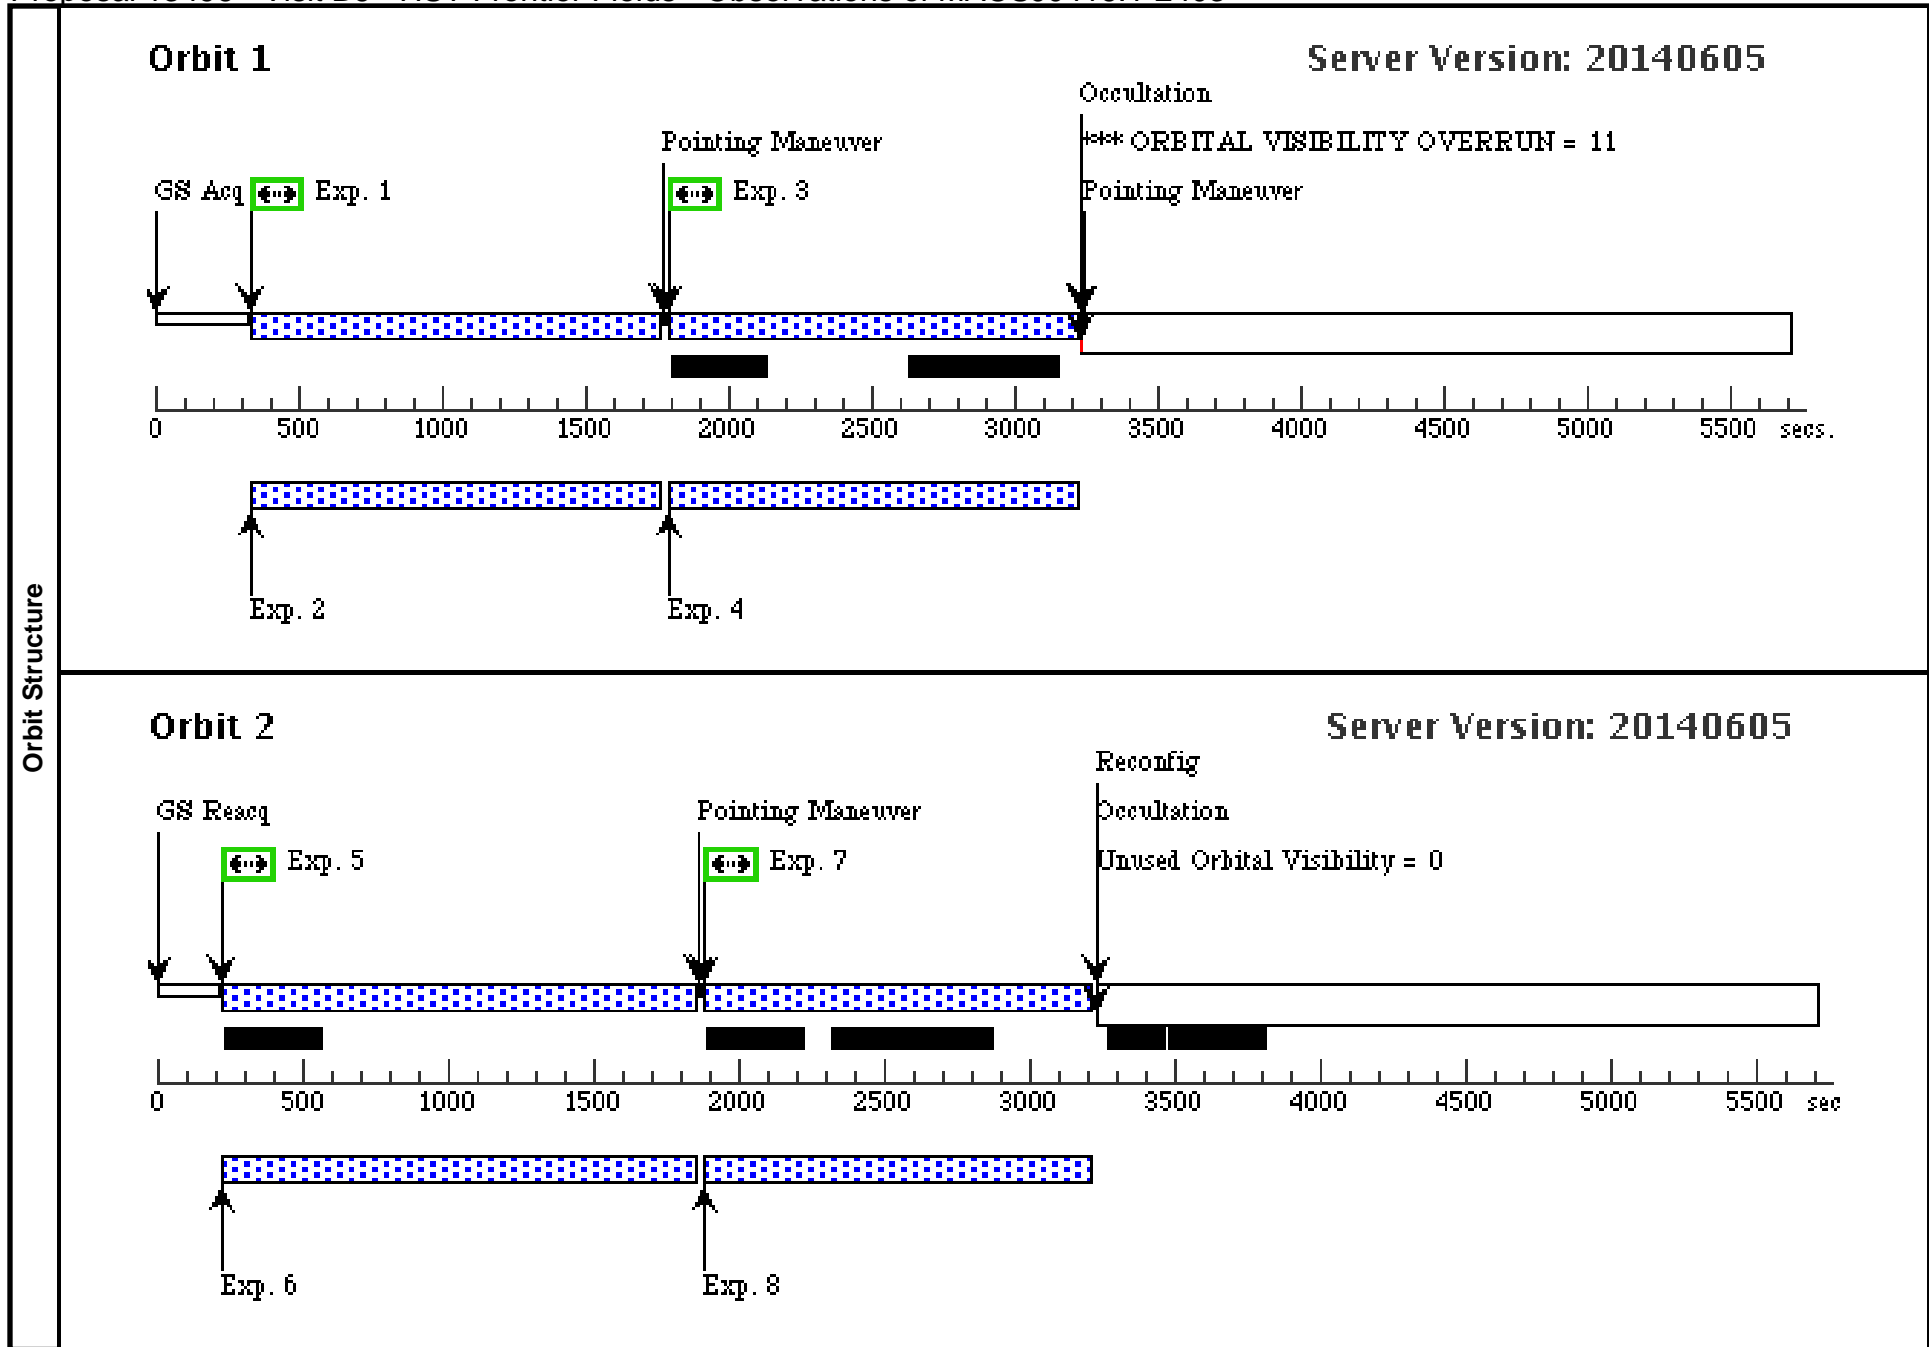 Orbit Structure
Orbit 1
Server Version: 20140605
Occultation
Pointing Maneuver
*** ORBITAL VISIBILITY OVERRUN = 11
GS Acq
Exp. 1
Exp. 3
Pointing Maneuver
0 500 1000 1500 2000 2500 3000 3500 4000 4500 5000 5500 secs.
Exp. 2
Exp. 4
Orbit 2
Server Version: 20140605
Reconfig
GS Reacq
Pointing Maneuver
Occultation
Exp. 5
Exp. 7
Unused Orbital Visibility = 0
0 500 1000 1500 2000 2500 3000 3500 4000 4500 5000 5500 sec
Exp. 6
Exp. 8